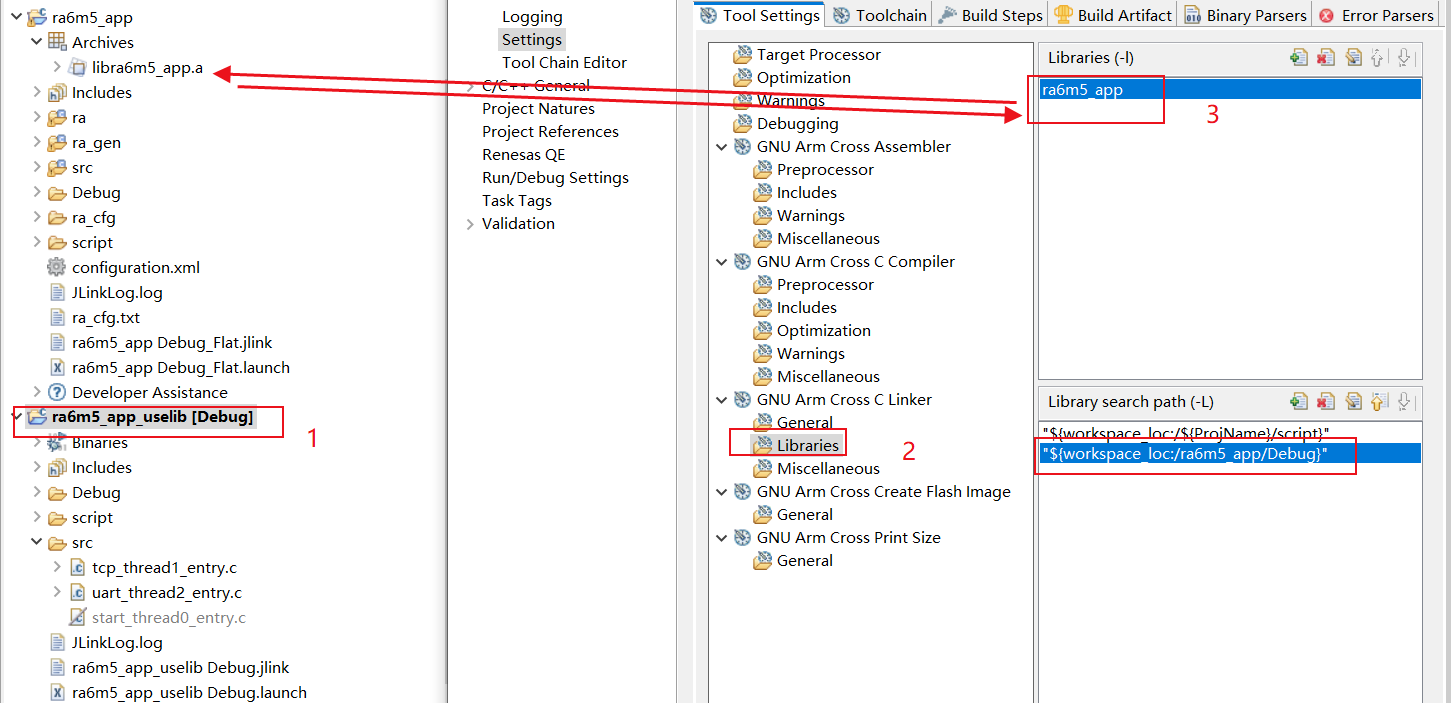 ra6m5_app
Archives
libra6m5_app.a
Includes
ra
ra_gen
src
Debug
ra_cfg
script
configuration.xml
JLinkLog.log
ra_cfg.txt
ra6m5_app Debug_Flat.jlink
ra6m5_app Debug_Flat.launch
Developer Assistance
ra6m5_app_uselib [Debug]
1
Binaries
Includes
Debug
script
src
tcp_thread1_entry.c
uart_thread2_entry.c
start_thread0_entry.c
JLinkLog.log
ra6m5_app_uselib Debug.jlink
ra6m5_app_uselib Debug.launch
Logging
Settings
Tool Chain Editor
C/C++ General
Project Natures
Project References
Renesas QE
Run/Debug Settings
Task Tags
Validation
Tool Settings
Toolchain
Build Steps
Build Artifact
Binary Parsers
Error Parsers
Target Processor
Optimization
Warnings
Debugging
GNU Arm Cross Assembler
Preprocessor
Includes
Warnings
Miscellaneous
GNU Arm Cross C Compiler
Preprocessor
Includes
Optimization
Warnings
Miscellaneous
GNU Arm Cross C Linker
General
Libraries
2
Miscellaneous
GNU Arm Cross Create Flash Image
General
GNU Arm Cross Print Size
General
Libraries (-l)
ra6m5_app
3
Library search path (-L)
"${workspace_loc:/${ProjName}/script}"
"${workspace_loc:/ra6m5_app/Debug}"